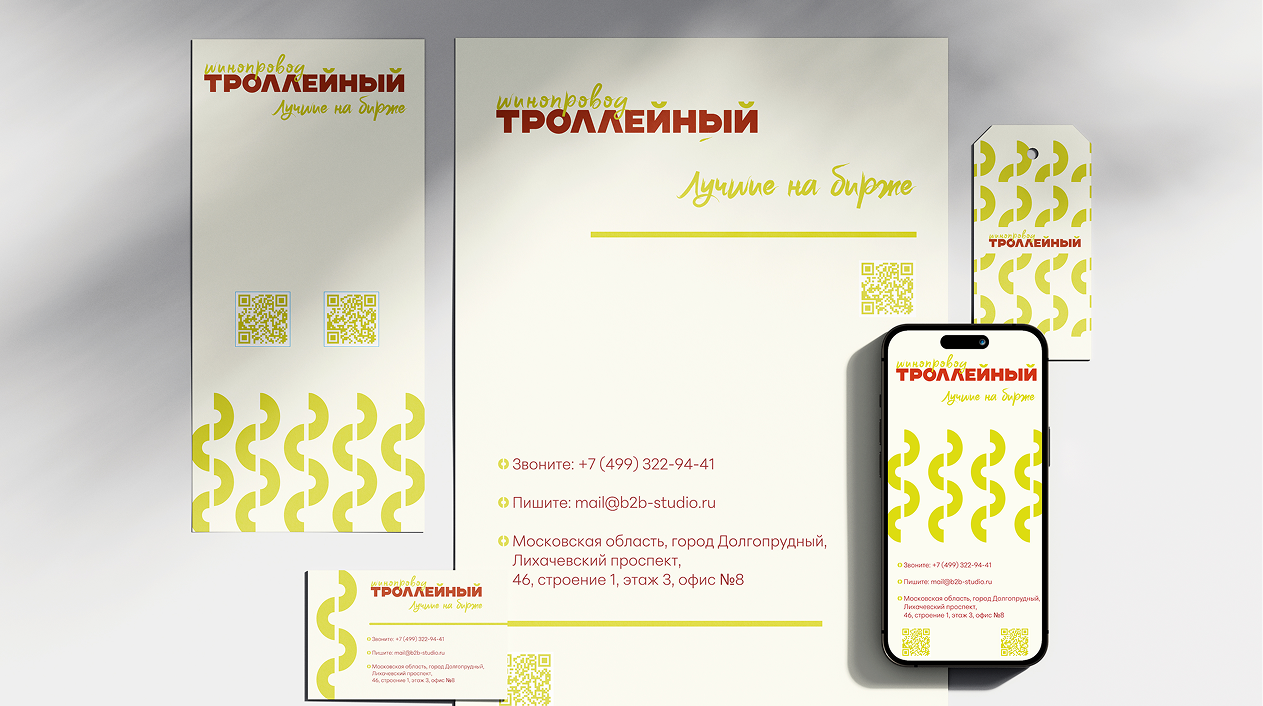 шинопровод
ТРОЛЛЕЙНЫЙ
Лучшие на бирже
шинопровод
ТРОЛЛЕЙНЫЙ
Лучшие на бирже
Звоните: +7 (499) 322-94-41
Пишите: mail@b2b-studio.ru
Московская область, город Долгопрудный,
Лихачевский проспект,
46, строение 1, этаж 3, офис №8
шинопровод
ТРОЛЛЕЙНЫЙ
шинопровод
ТРОЛЛЕЙНЫЙ
Лучшие на бирже
Звоните: +7 (499) 322-94-41
Пишите: mail@b2b-studio.ru
Московская область, город Долгопрудный,
Лихачевский проспект,
46, строение 1, этаж 3, офис №8
шинопровод
ТРОЛЛЕЙНЫЙ
Лучшие на бирже
Звоните: +7 (499) 322-94-41
Пишите: mail@b2b-studio.ru
Московская область, город Долгопрудный,
Лихачевский проспект,
46, строение 1, этаж 3, офис №8